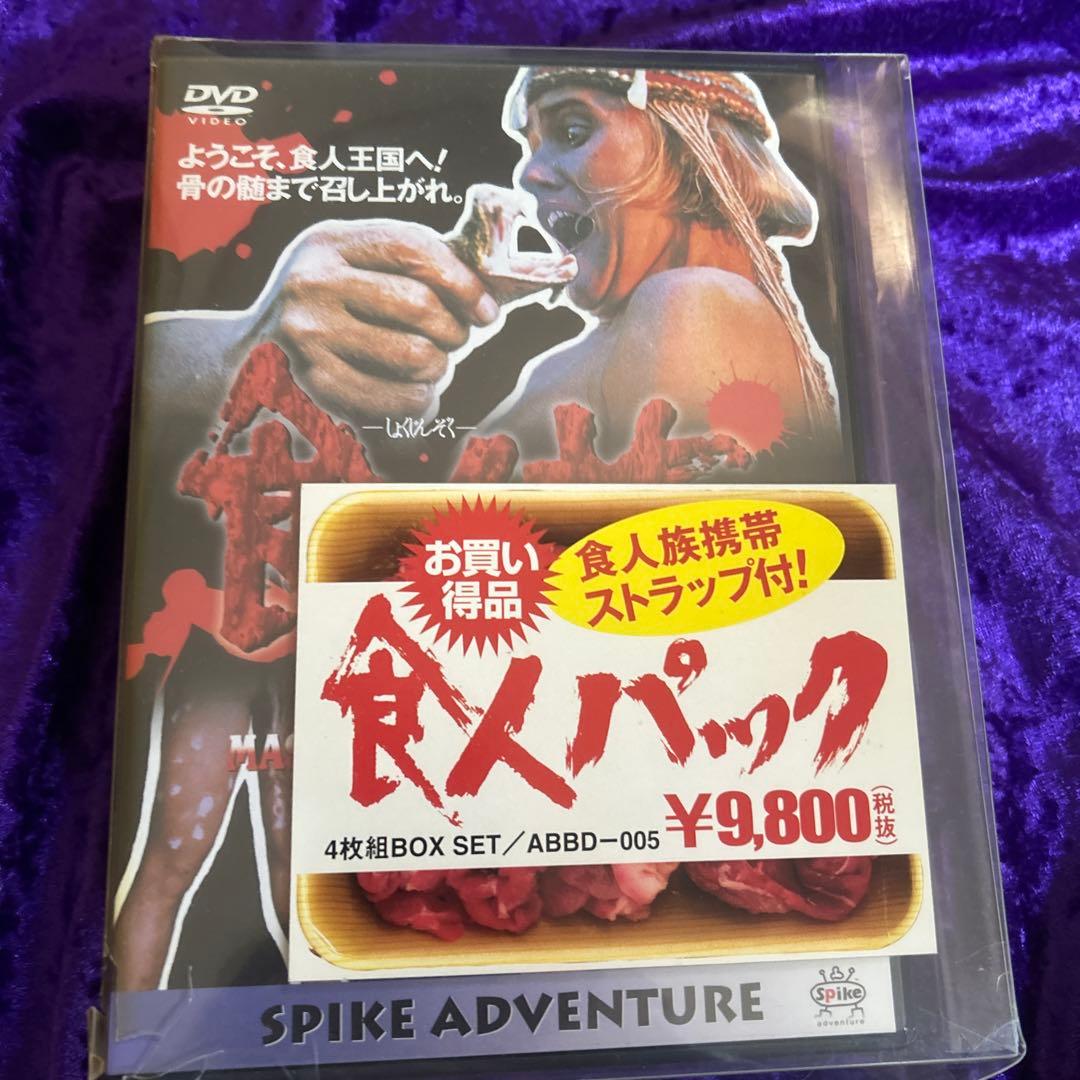 DVD
VIDEO
ようこそ、食人王国へ!
骨の髄まで召し上がれ。
―しょくじんぞく―
食人族
お買い
得品
食人族携帯
ストラップ付!
食人パック
4枚組BOX SET/ABBD-005
¥9,800(税抜)
SPIKE ADVENTURE
Spike
adventure